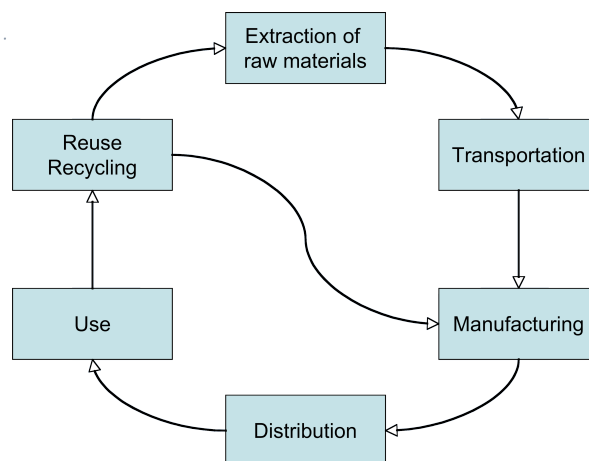 Extraction of
raw materials
Transportation
Manufacturing
Distribution
Use
Reuse
Recycling